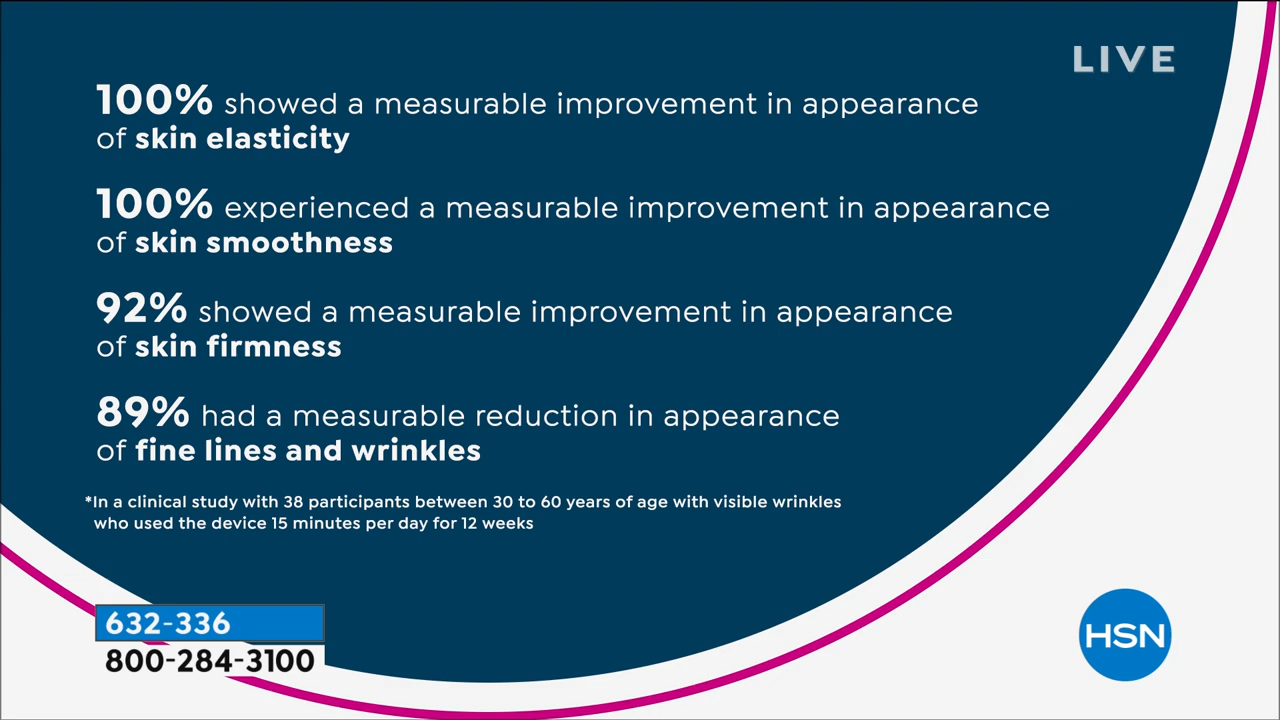 LIVE
100% showed a measurable improvement in appearance
of skin elasticity
100% experienced a measurable improvement in appearance
of skin smoothness
92% showed a measurable improvement in appearance
of skin firmness
89% had a measurable reduction in appearance
of fine lines and wrinkles
*In a clinical study with 38 participants between 30 to 60 years of age with visible wrinkles
who used the device 15 minutes per day for 12 weeks
632-336
800-284-3100
HSN